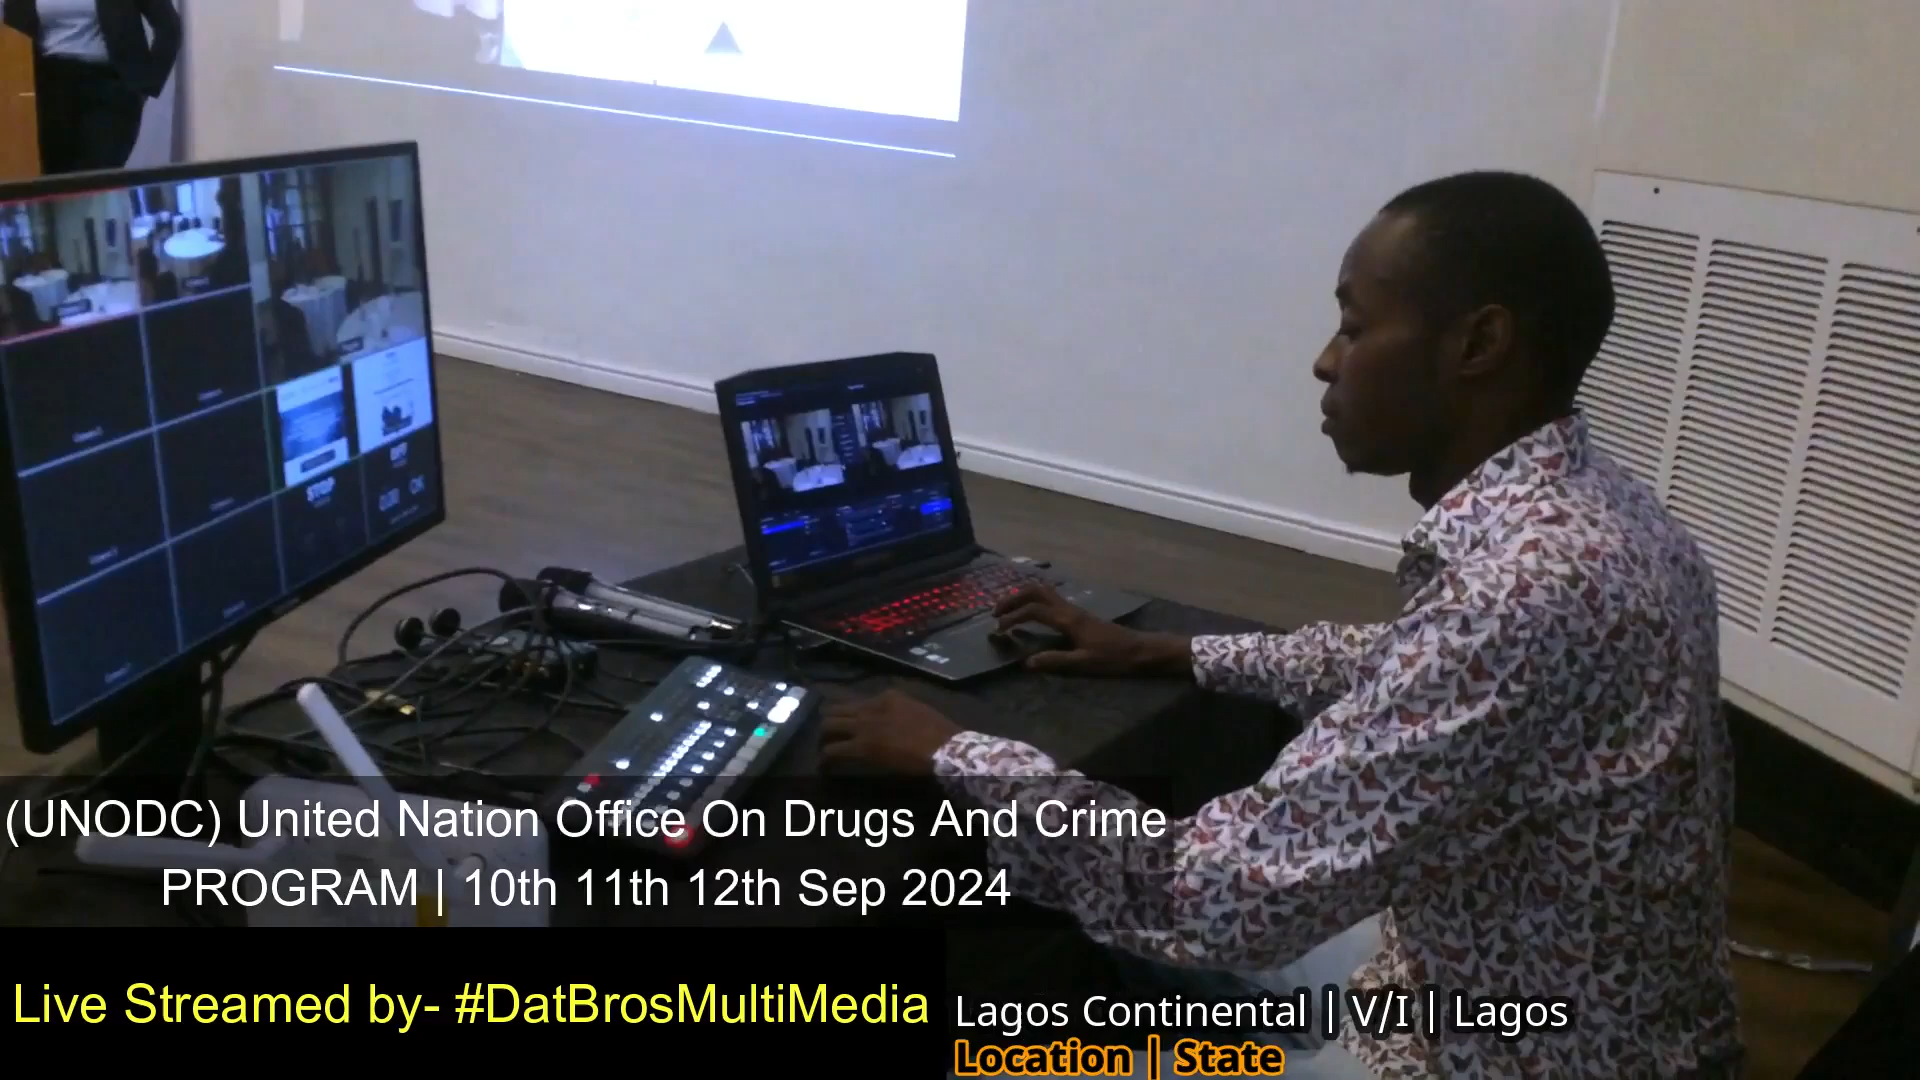 STOP
(UNODC) United Nation Office On Drugs And Crime
PROGRAM | 10th 11th 12th Sep 2024
Live Streamed by- #DatBrosMultiMedia
Lagos Continental | V/I | Lagos
Location | State